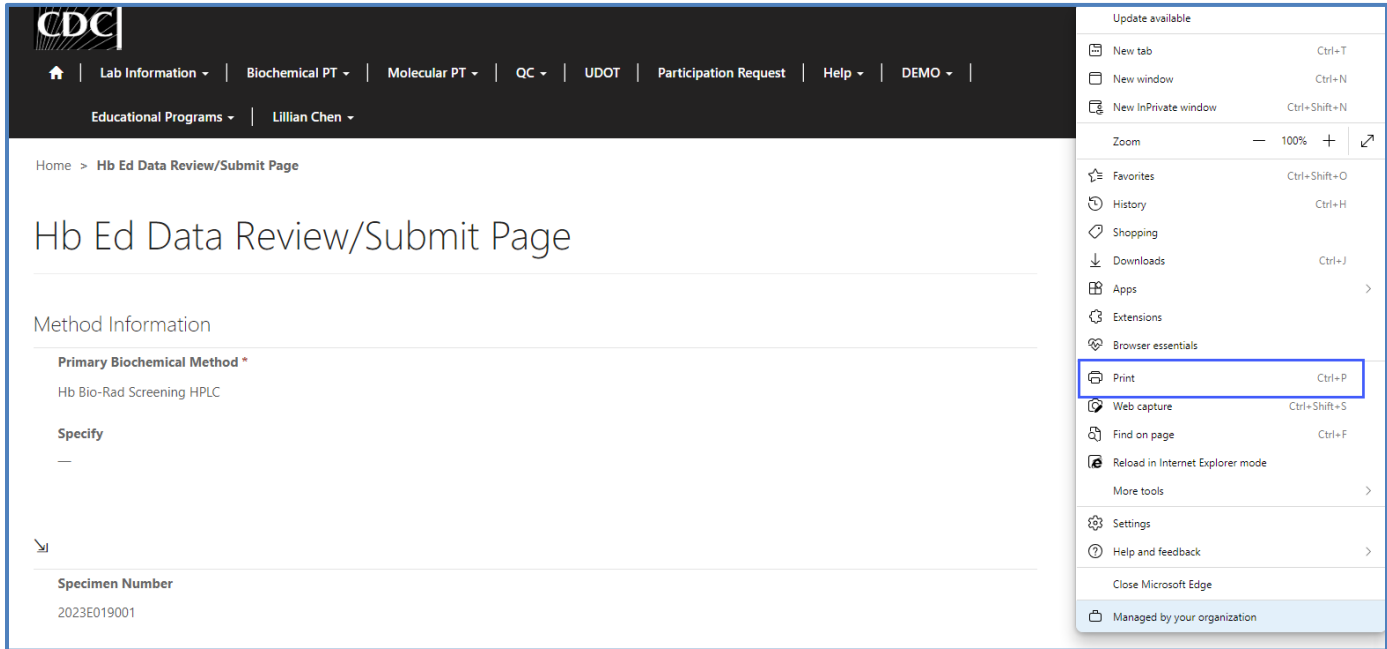 CDC
Lab Information | Biochemical PT | Molecular PT | QC | UDOT | Participation Request | Help | DEMO |
Educational Programs | Lillian Chen
Home > Hb Ed Data Review/Submit Page
Hb Ed Data Review/Submit Page
Method Information
Primary Biochemical Method *
Hb Bio-Rad Screening HPLC
Specify
—
Specimen Number
2023E019001
Update available
New tab Ctrl+T
New window Ctrl+N
New InPrivate window Ctrl+Shift+N
Zoom — 100% +
Favorites Ctrl+Shift+O
History Ctrl+H
Shopping
Downloads Ctrl+J
Apps
Extensions
Browser essentials
Print Ctrl+P
Web capture Ctrl+Shift+S
Find on page Ctrl+F
Reload in Internet Explorer mode
More tools
Settings
Help and feedback
Close Microsoft Edge
Managed by your organization